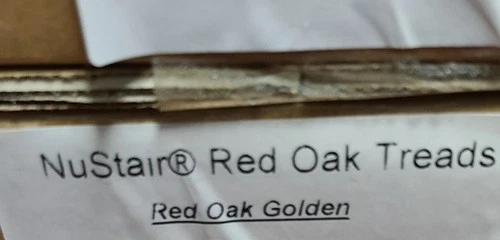 NuStair® Red Oak Treads
Red Oak Golden